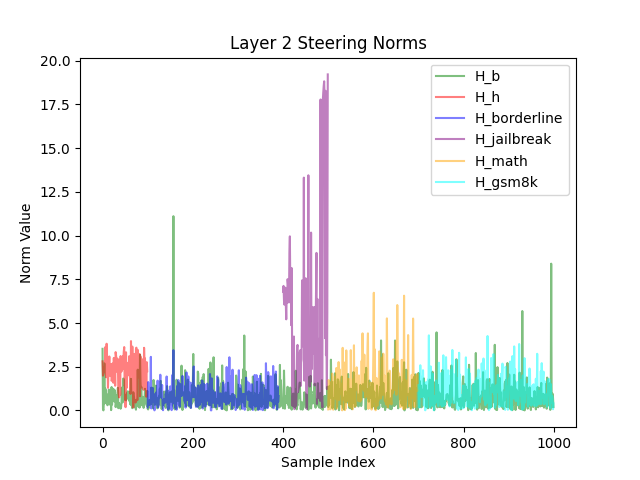 Layer 2 Steering Norms
20.0
17.5
15.0
12.5
10.0
7.5
5.0
2.5
0.0
Norm Value
H_b
H_h
H_borderline
H_jailbreak
H_math
H_gsm8k
0 200 400 600 800 1000
Sample Index